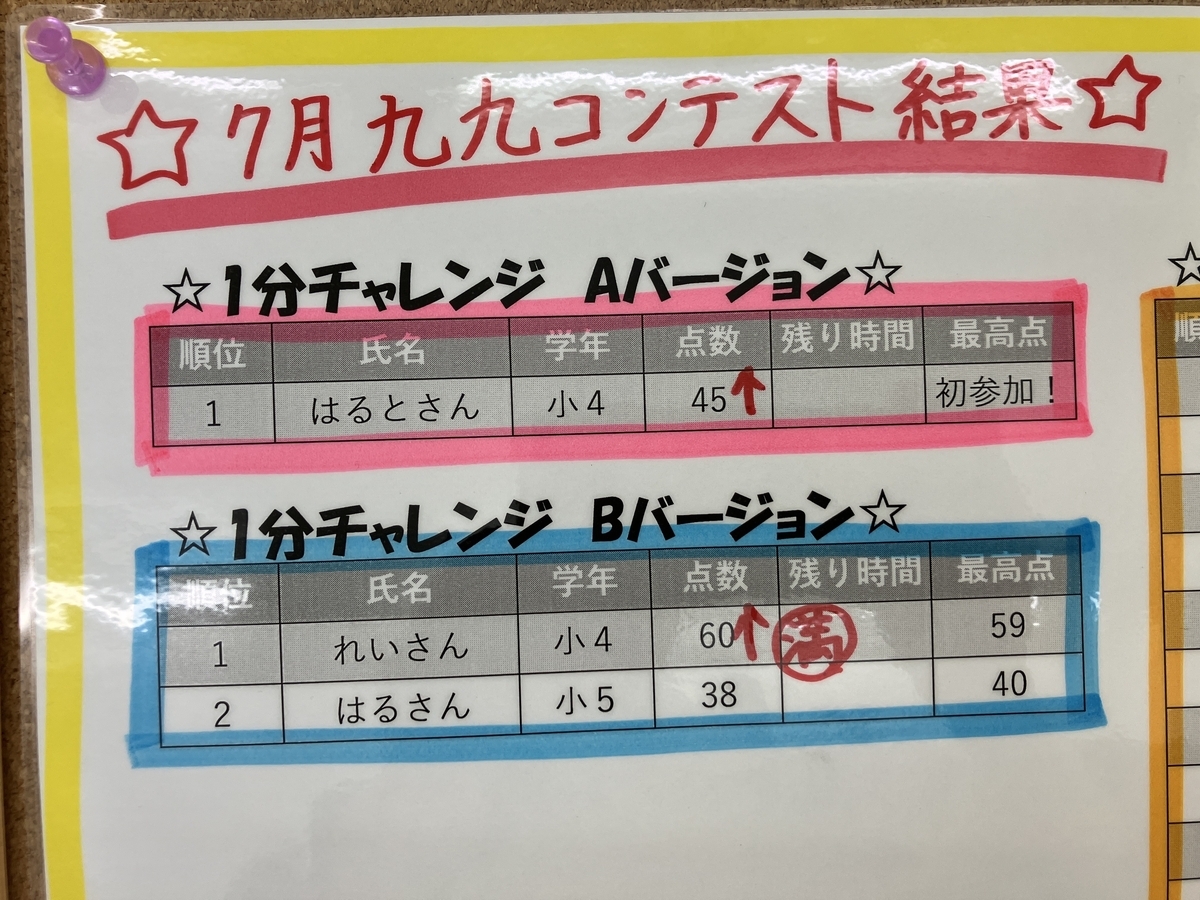 ☆7月九九コンテスト結果☆
☆1分チャレンジ Aバージョン☆
順位 氏名 学年 点数 残り時間 最高点
1 はるとさん 小4 45↑ 初参加！
☆1分チャレンジ Bバージョン☆
順位 氏名 学年 点数 残り時間 最高点
1 れいさん 小4 60↑ 満 59
2 はるさん 小5 38 40
☆
順